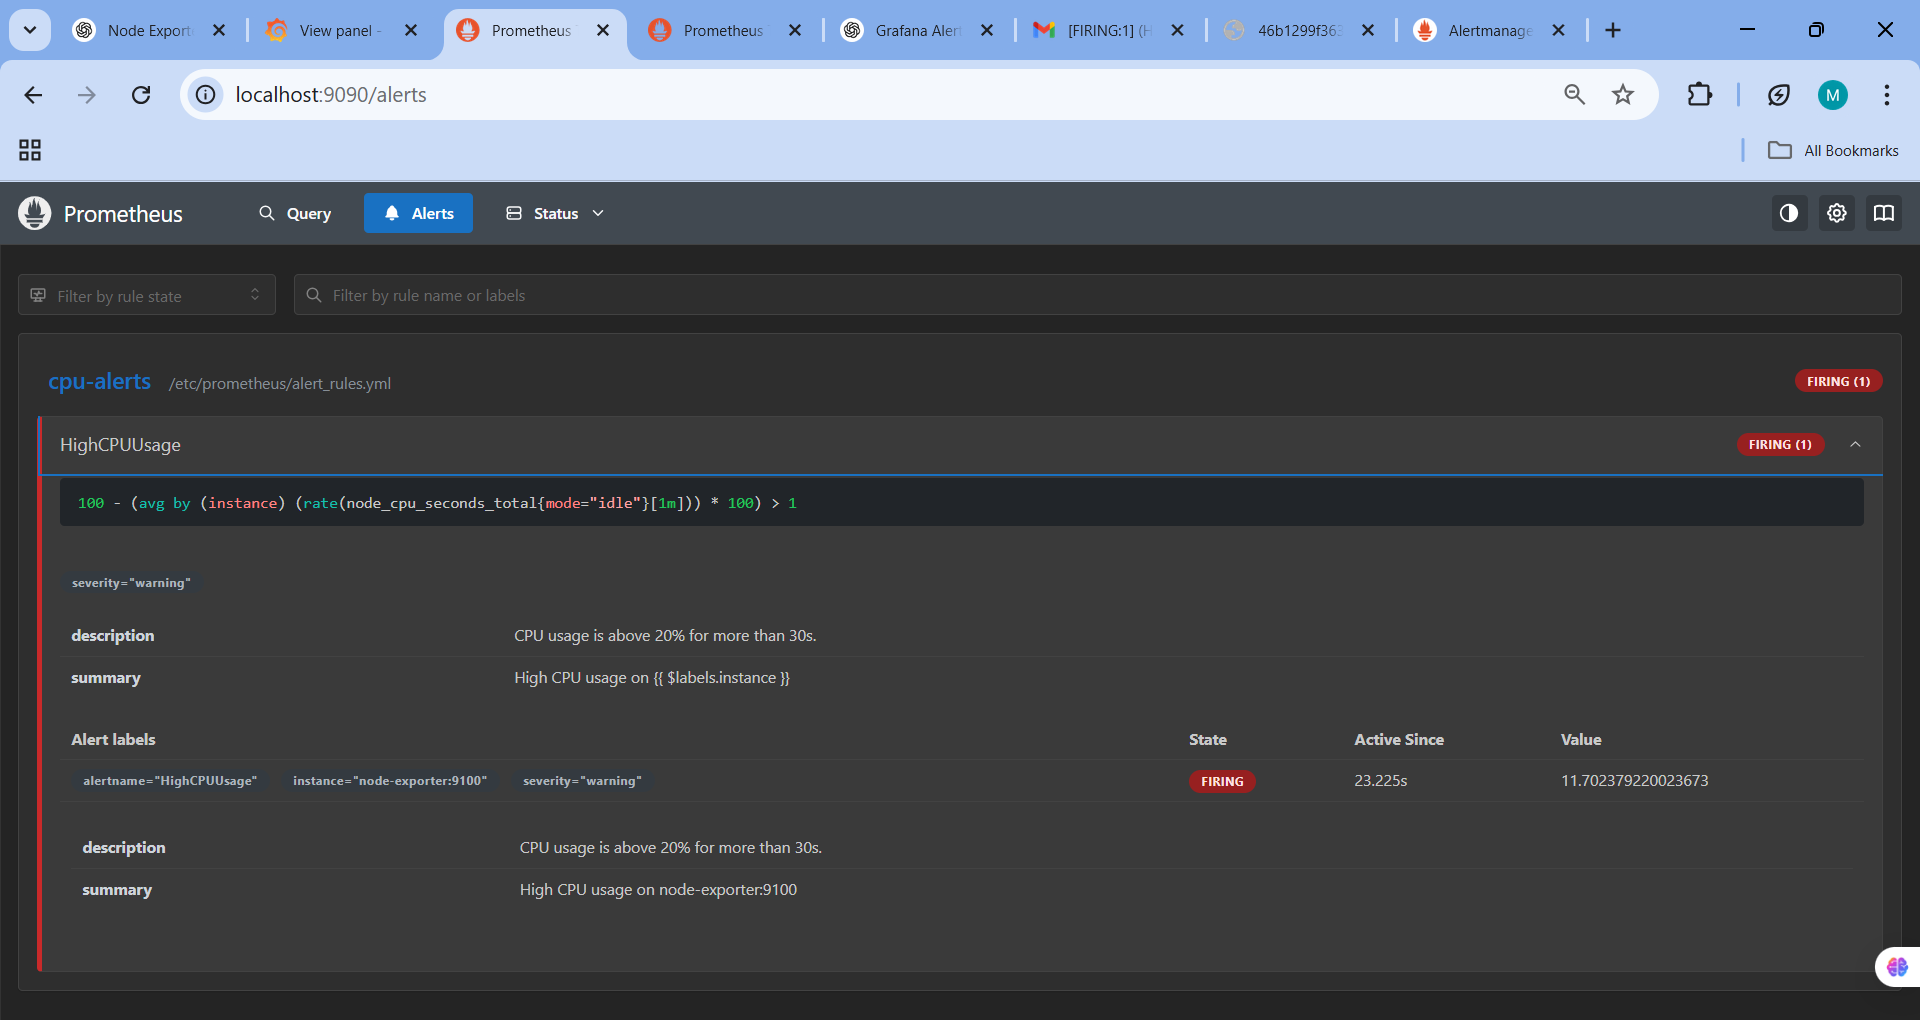 Node Export
View panel -
Prometheus
Prometheus
Grafana Alert
[FIRING:1] (H
46b1299f363
Alertmanage
localhost:9090/alerts
M
All Bookmarks
Prometheus
Query
Alerts
Status
Filter by rule state
Filter by rule name or labels
cpu-alerts /etc/prometheus/alert_rules.yml
FIRING (1)
HighCPUUsage
FIRING (1)
100 - (avg by (instance) (rate(node_cpu_seconds_total{mode="idle"}[1m])) * 100) > 1
severity="warning"
description CPU usage is above 20% for more than 30s.
summary High CPU usage on {{ $labels.instance }}
Alert labels State Active Since Value
alertname="HighCPUUsage" instance="node-exporter:9100" severity="warning" FIRING 23.225s 11.702379220023673
description CPU usage is above 20% for more than 30s.
summary High CPU usage on node-exporter:9100